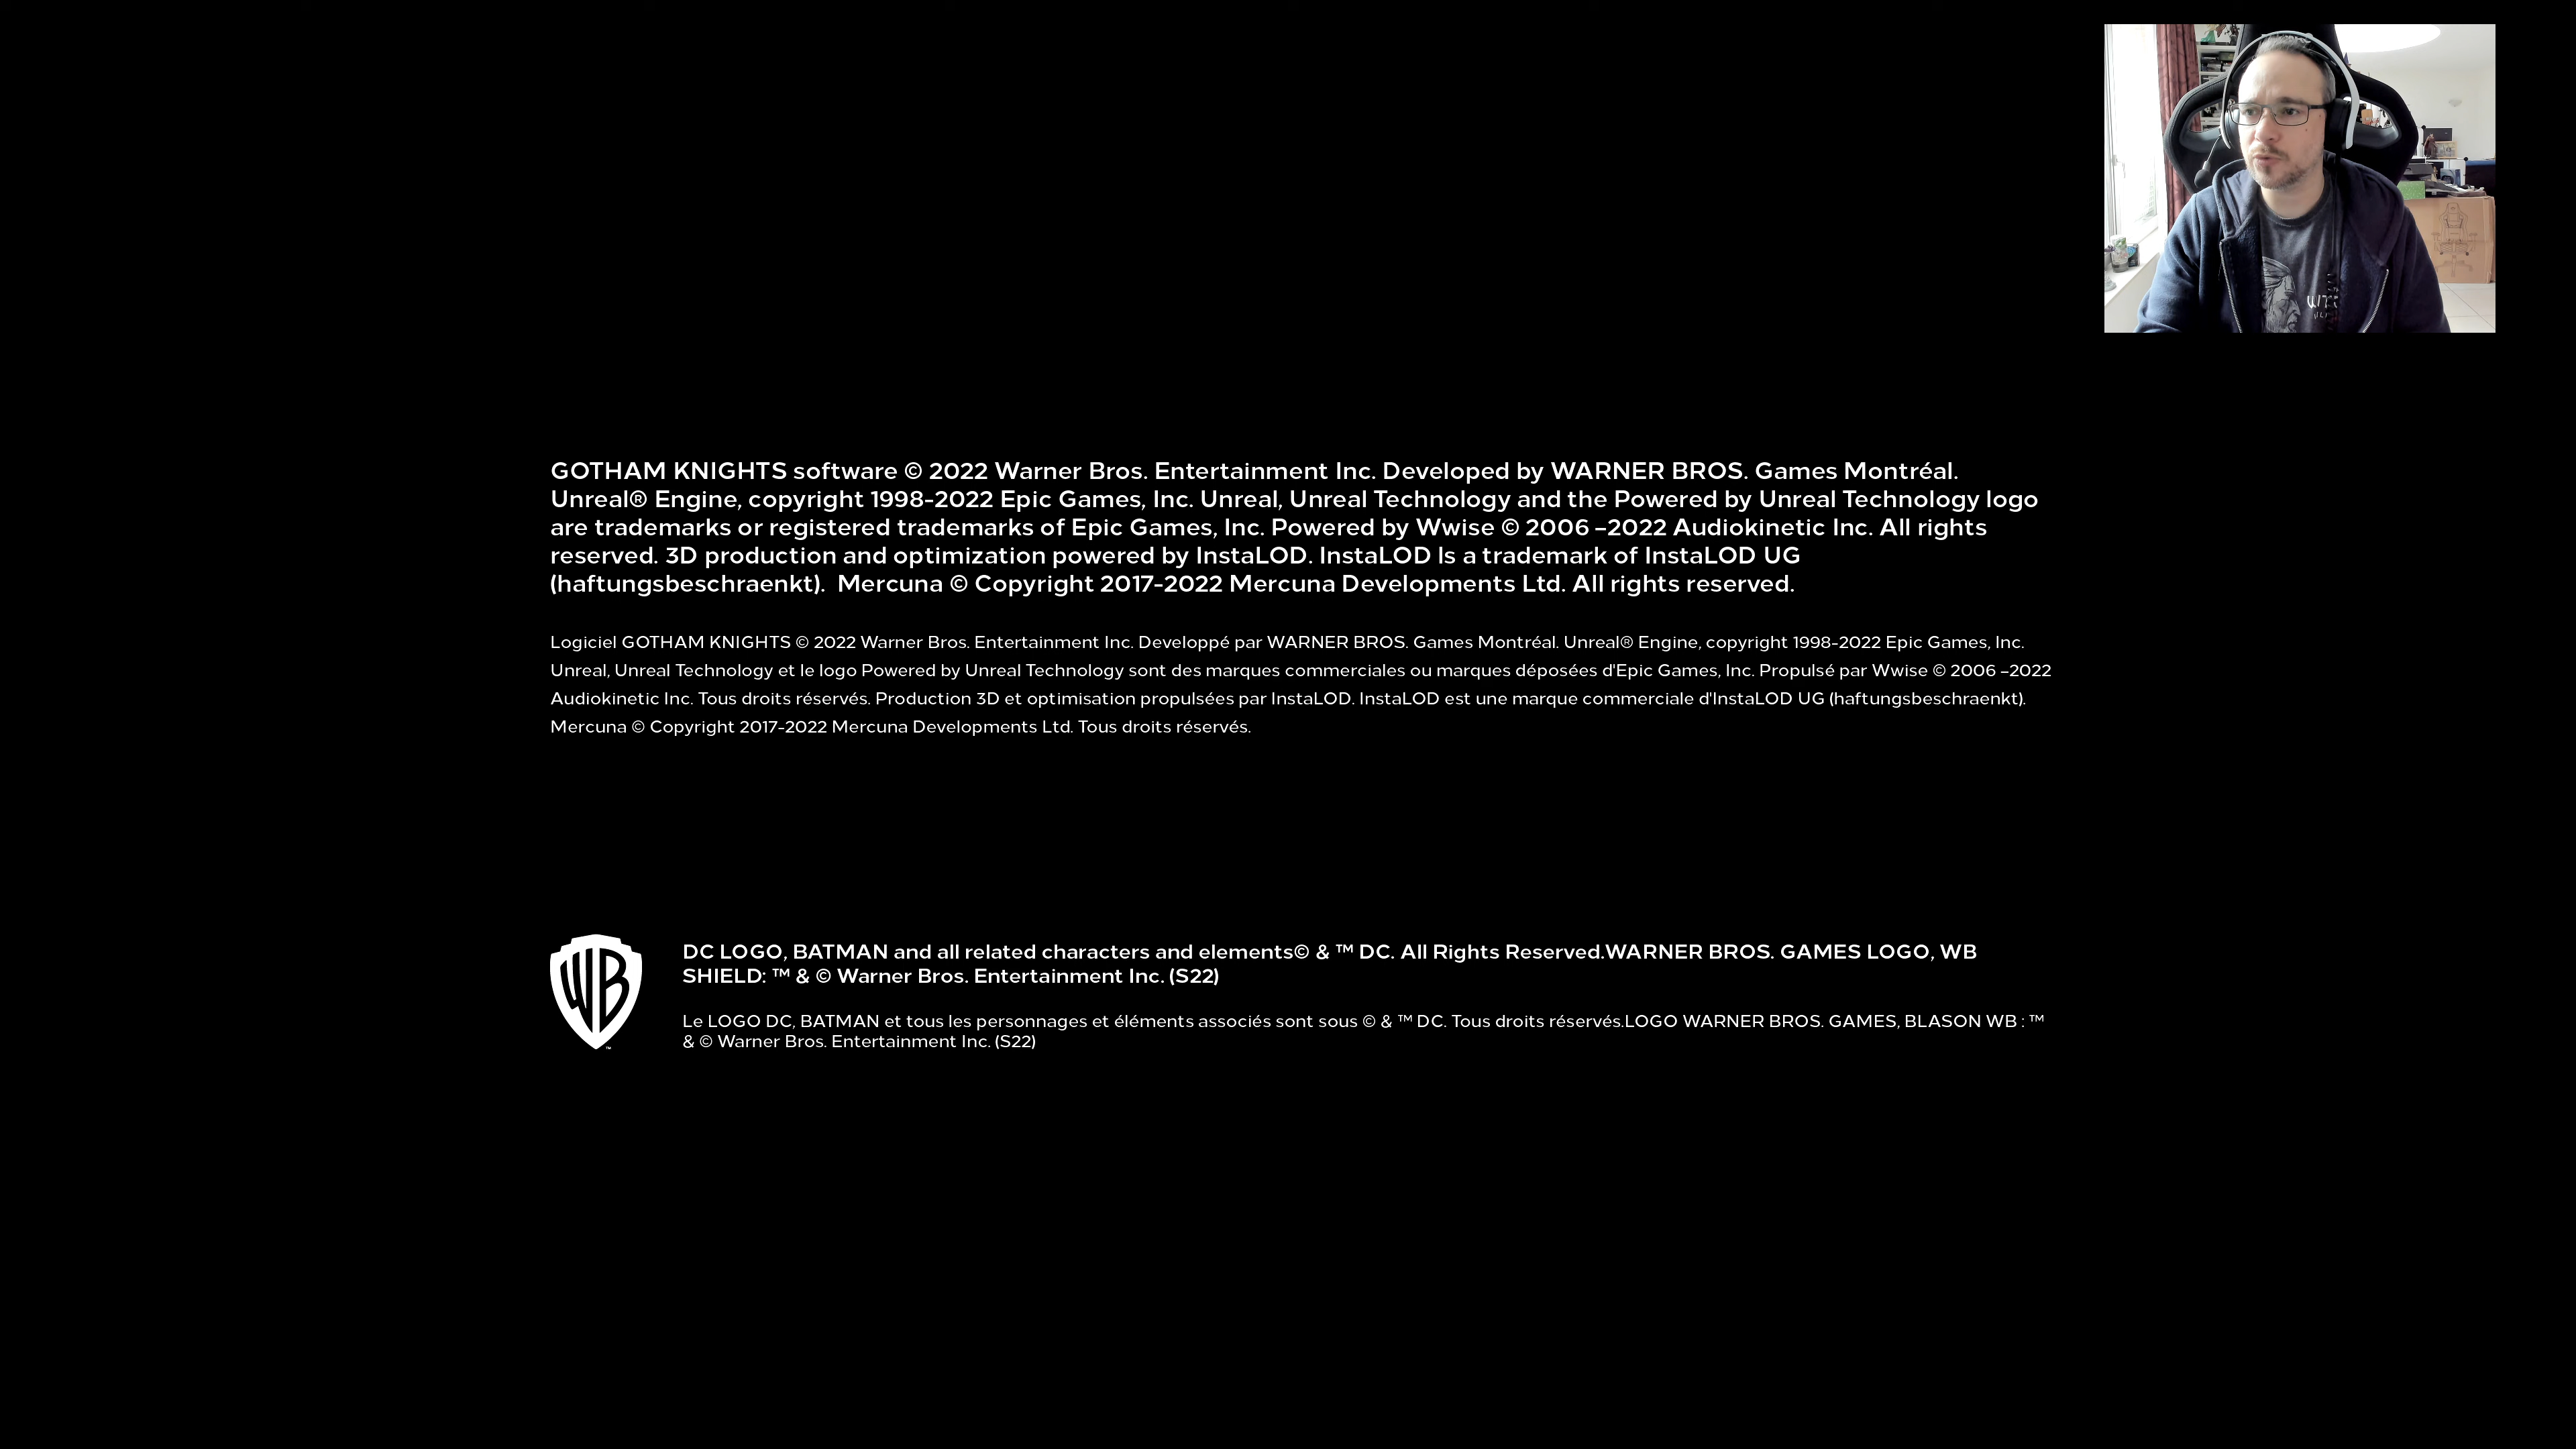 GOTHAM KNIGHTS software © 2022 Warner Bros. Entertainment Inc. Developed by WARNER BROS. Games Montréal.
Unreal® Engine, copyright 1998-2022 Epic Games, Inc. Unreal, Unreal Technology and the Powered by Unreal Technology logo
are trademarks or registered trademarks of Epic Games, Inc. Powered by Wwise © 2006 –2022 Audiokinetic Inc. All rights
reserved. 3D production and optimization powered by InstaLOD. InstaLOD Is a trademark of InstaLOD UG
(haftungsbeschraenkt).  Mercuna © Copyright 2017-2022 Mercuna Developments Ltd. All rights reserved.
Logiciel GOTHAM KNIGHTS © 2022 Warner Bros. Entertainment Inc. Developpé par WARNER BROS. Games Montréal. Unreal® Engine, copyright 1998-2022 Epic Games, Inc.
Unreal, Unreal Technology et le logo Powered by Unreal Technology sont des marques commerciales ou marques déposées d'Epic Games, Inc. Propulsé par Wwise © 2006 –2022
Audiokinetic Inc. Tous droits réservés. Production 3D et optimisation propulsées par InstaLOD. InstaLOD est une marque commerciale d'InstaLOD UG (haftungsbeschraenkt).
Mercuna © Copyright 2017-2022 Mercuna Developments Ltd. Tous droits réservés.
WB
™
DC LOGO, BATMAN and all related characters and elements© & ™ DC. All Rights Reserved.WARNER BROS. GAMES LOGO, WB
SHIELD: ™ & © Warner Bros. Entertainment Inc. (S22)
Le LOGO DC, BATMAN et tous les personnages et éléments associés sont sous © & ™ DC. Tous droits réservés.LOGO WARNER BROS. GAMES, BLASON WB : ™
& © Warner Bros. Entertainment Inc. (S22)